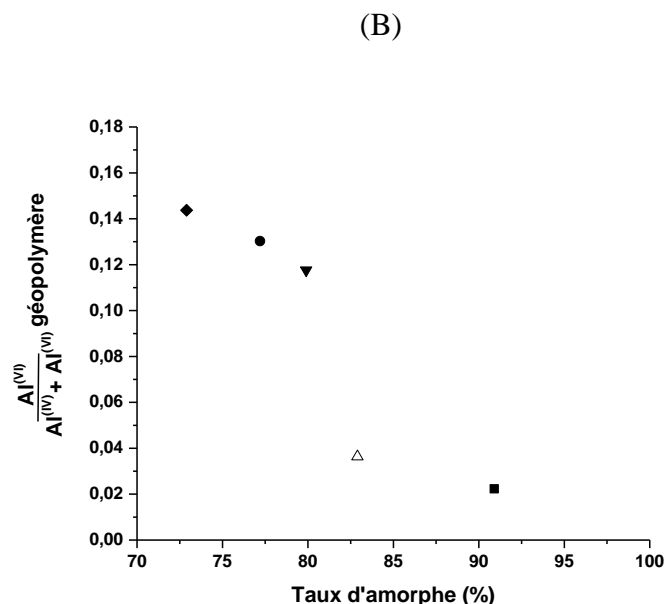 (B)
0,18
0,16
0,14
0,12
0,10
0,08
0,06
0,04
0,02
0,00
Al(VI)
Al(IV)+ Al(VI)
géopolymère
70 75 80 85 90 95 100
Taux d'amorphe (%)